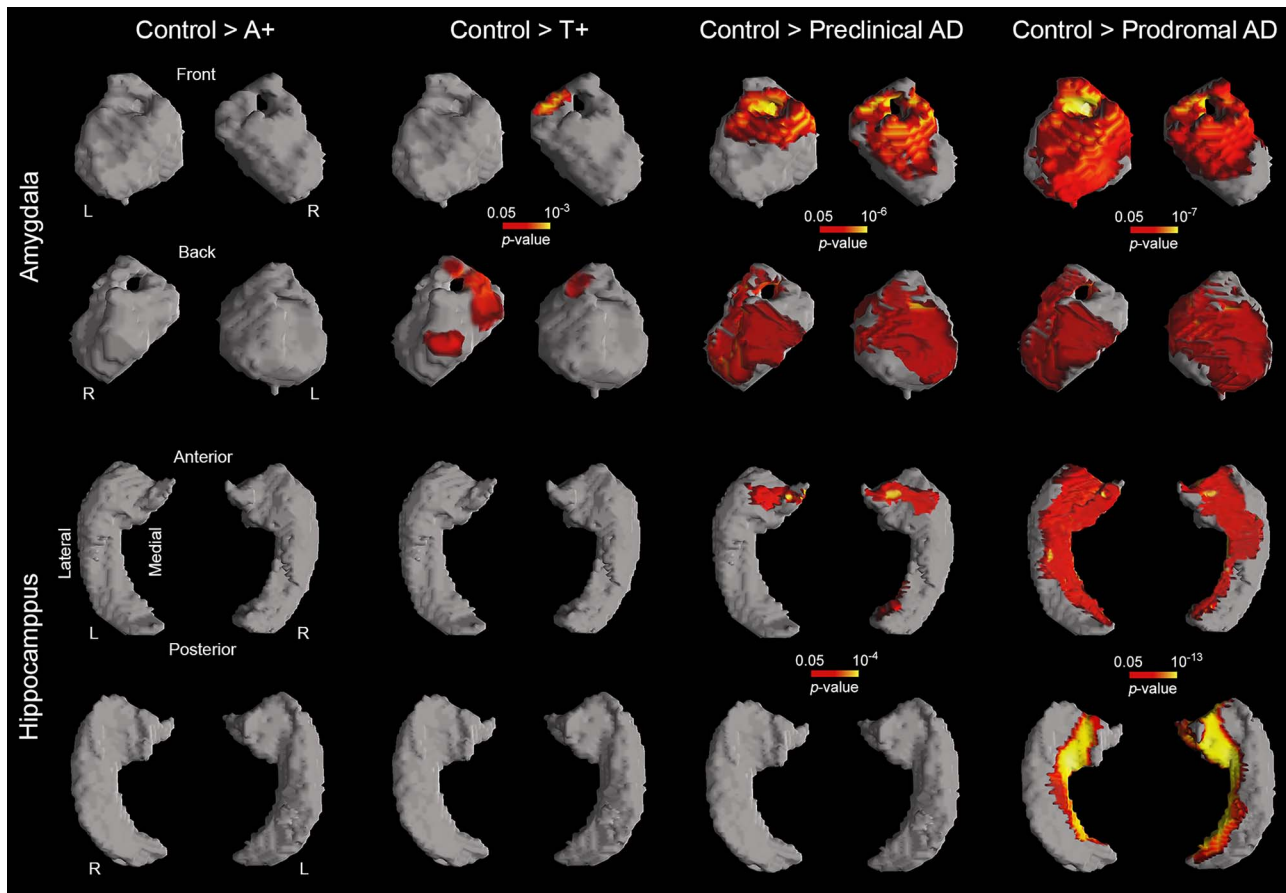 Control > A+
Control > T+
Control > Preclinical AD
Control > Prodromal AD
Amygdala
Front
L
R
0.05 10-3
p-value
0.05 10-6
p-value
0.05 10-7
p-value
Back
R
L
Hippocamppus
Anterior
Lateral
Medial
L
R
Posterior
0.05 10-4
p-value
0.05 10-13
p-value
R
L